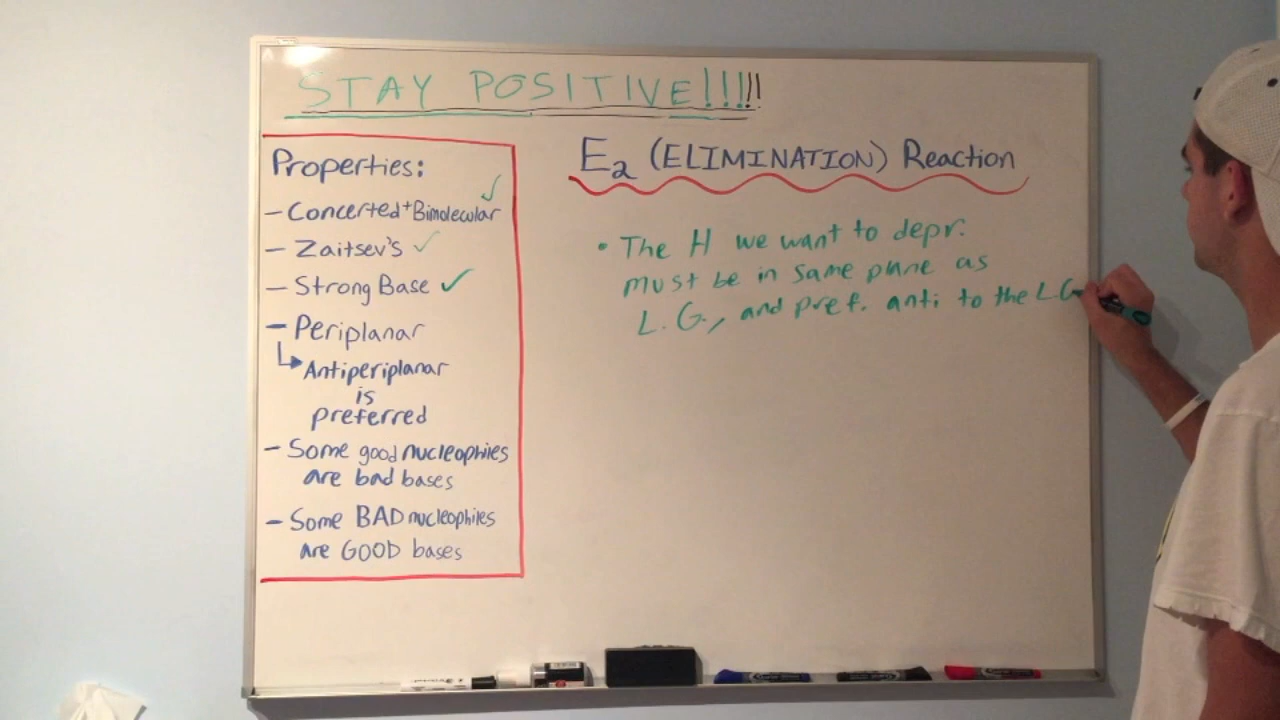 STAY POSITIVE!!!!!!
Properties:
- Concerted + Bimolecular ✓
- Zaitsev's ✓
- Strong Base ✓
- Periplanar
↳ Antiperiplanar
is
preferred
- Some good nucleophiles
are bad bases
- Some BAD nucleophiles
are GOOD bases
E2 (ELIMINATION) Reaction
• The H we want to depr.
must be in same plane as
L.G., and pref. anti to the L.G